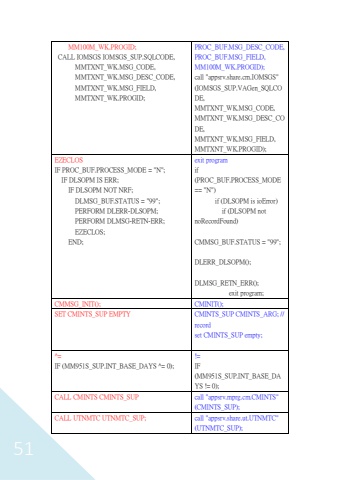 MM100M_WK.PROGID;
CALL IOMSGS IOMSGS_SUP.SQLCODE,
MMTXNT_WK.MSG_CODE,
MMTXNT_WK.MSG_DESC_CODE,
MMTXNT_WK.MSG_FIELD,
MMTXNT_WK.PROGID;
PROC_BUF.MSG_DESC_CODE,
PROC_BUF.MSG_FIELD,
MM100M_WK.PROGID);
call "appsrv.share.cm.IOMSGS"
(IOMSGS_SUP.VAGen_SQLCO
DE,
MMTXNT_WK.MSG_CODE,
MMTXNT_WK.MSG_DESC_CO
DE,
MMTXNT_WK.MSG_FIELD,
MMTXNT_WK.PROGID);
EZECLOS
IF PROC_BUF.PROCESS_MODE = "N";
IF DLSOPM IS ERR;
IF DLSOPM NOT NRF;
DLMSG_BUF.STATUS = "99";
PERFORM DLERR-DLSOPM;
PERFORM DLMSG-RETN-ERR;
EZECLOS;
END;
exit program
if
(PROC_BUF.PROCESS_MODE
== "N")
if (DLSOPM is ioError)
if (DLSOPM not
noRecordFound)
CMMSG_BUF.STATUS = "99";
DLERR_DLSOPM();
DLMSG_RETN_ERR();
exit program;
CMMSG_INIT();
CMINIT();
SET CMINTS_SUP EMPTY
CMINTS_SUP CMINTS_ARG; //
record
set CMINTS_SUP empty;
^=
IF (MM951S_SUP.INT_BASE_DAYS ^= 0);
!=
IF
(MM951S_SUP.INT_BASE_DA
YS != 0);
CALL CMINTS CMINTS_SUP
call "appsrv.mprg.cm.CMINTS"
(CMINTS_SUP);
CALL UTNMTC UTNMTC_SUP;
call "appsrv.share.ut.UTNMTC"
(UTNMTC_SUP);
51